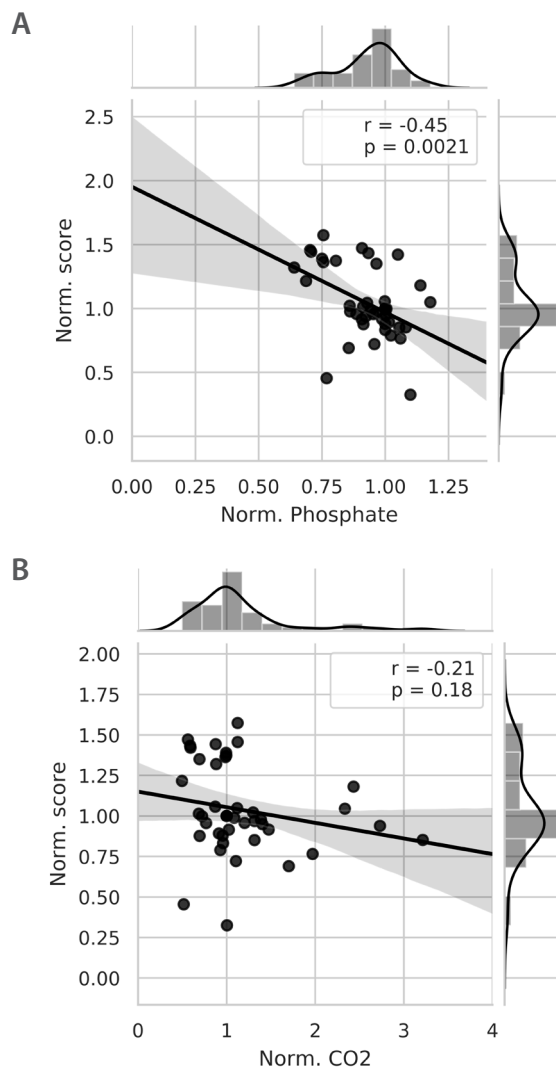 A
r = -0.45
p = 0.0021
2.5
2.0
1.5
1.0
0.5
0.0
Norm. score
0.00 0.25 0.50 0.75 1.00 1.25
Norm. Phosphate
B
r = -0.21
p = 0.18
2.00
1.75
1.50
1.25
1.00
0.75
0.50
0.25
0.00
Norm. score
0 1 2 3 4
Norm. CO2